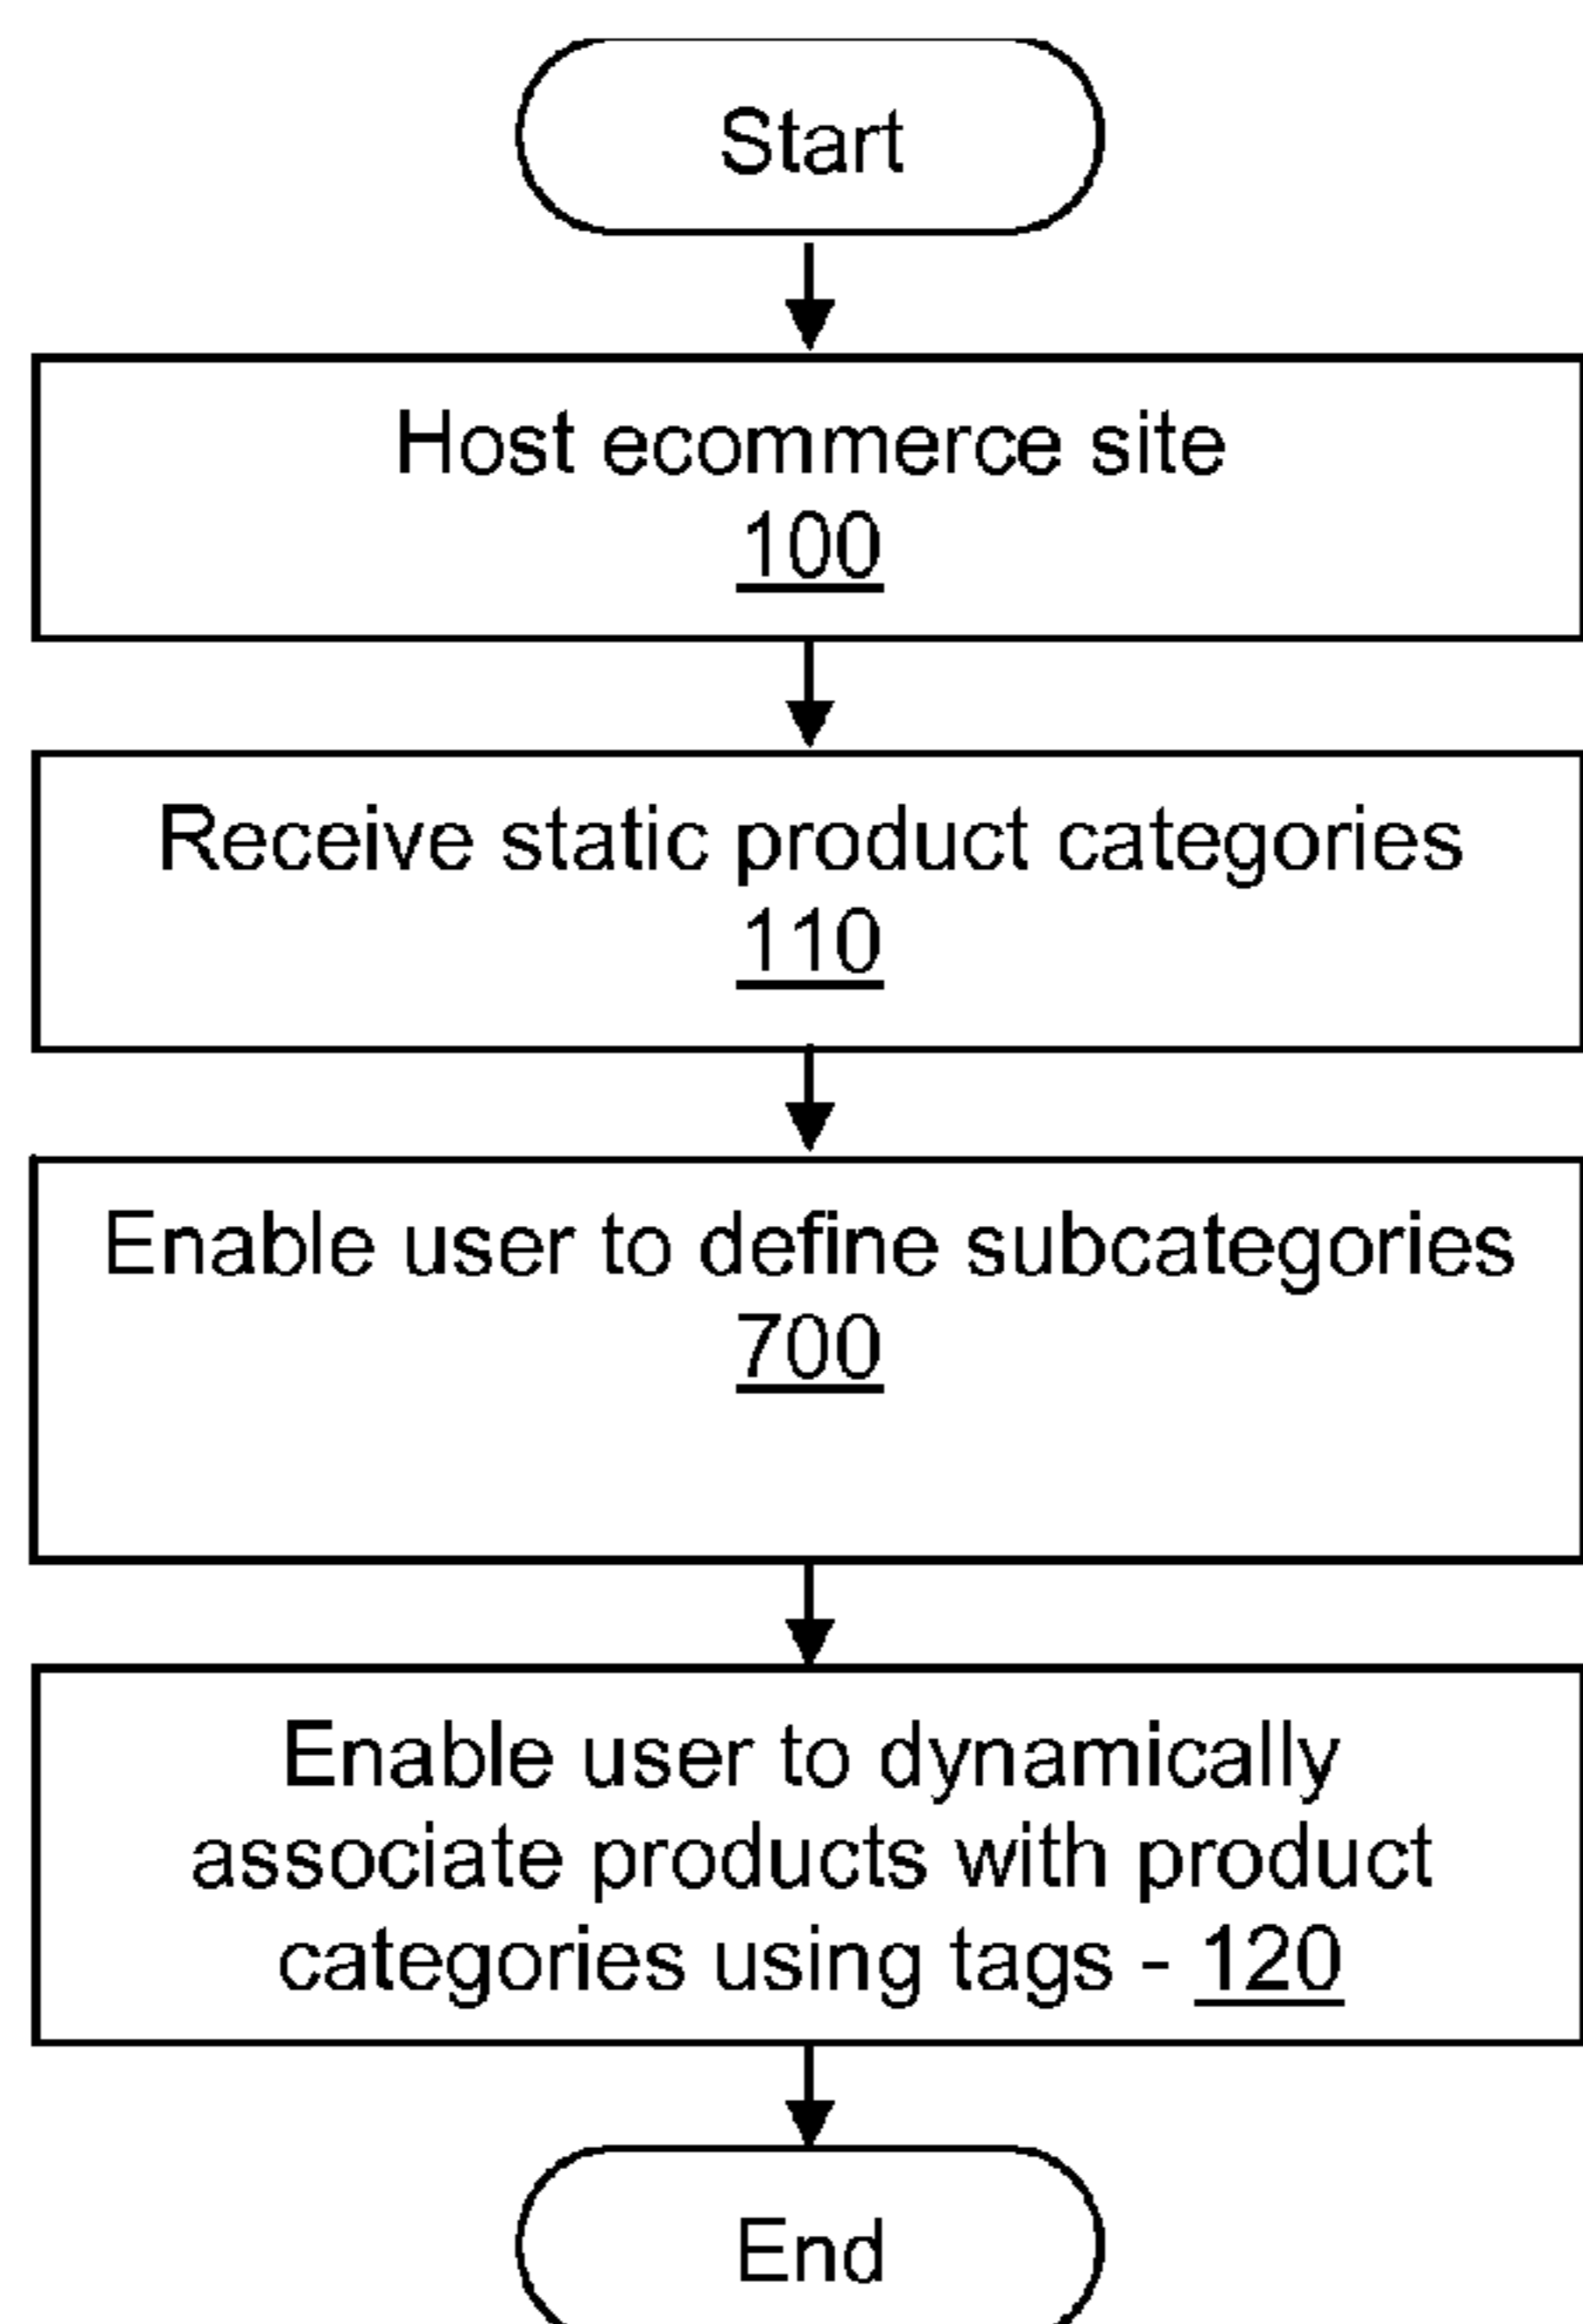 Start
Host ecommerce site
100
Receive static product categories
110
Enable user to define subcategories
700
Enable user to dynamically
associate products with product
categories using tags - 120
End